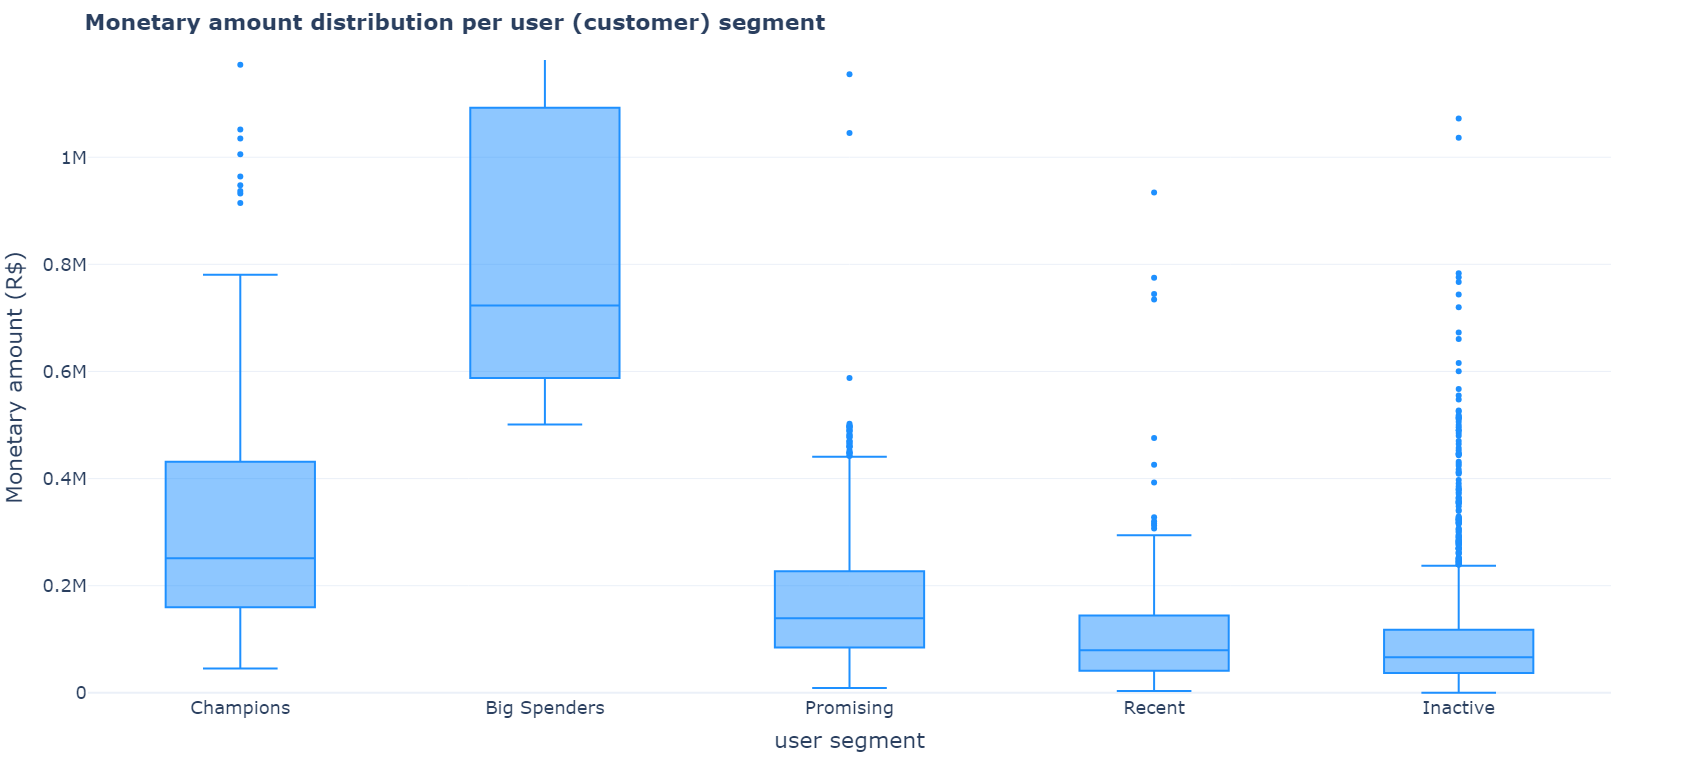 Monetary amount distribution per user (customer) segment
Monetary amount (R$)
1M
0.8M
0.6M
0.4M
0.2M
0
Champions
Big Spenders
Promising
Recent
Inactive
user segment